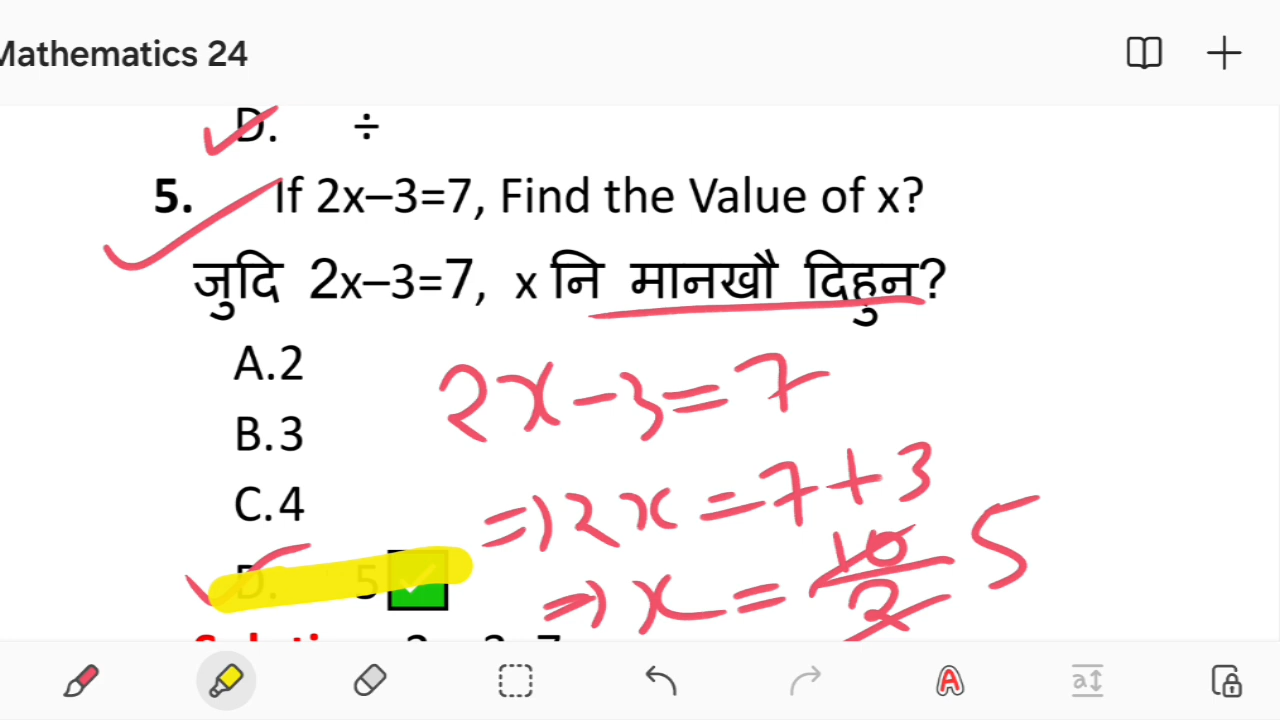 Mathematics 24
D. ÷
5. If 2x–3=7, Find the Value of x?
जुदि 2x–3=7, x नि मानखौ दिहुन?
A.2
B.3
C.4
D. 5
2x-3=7
=>2x=7+3
=>x=10/2 5
A
a